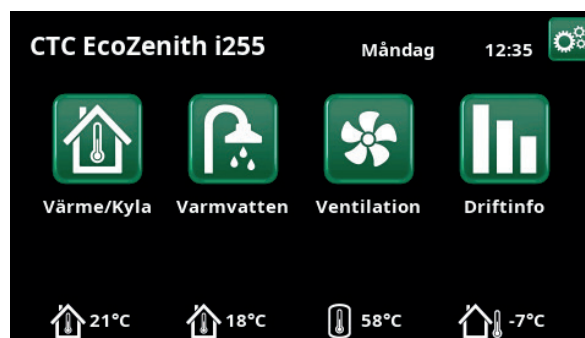 CTC EcoZenith i255 Måndag 12:35
Värme/Kyla Varmvatten Ventilation Driftinfo
21°C 18°C 58°C -7°C